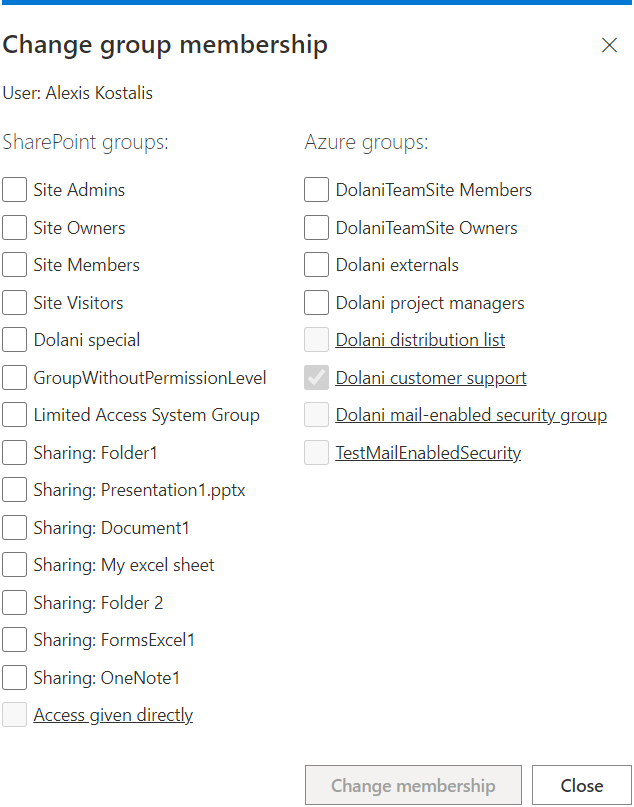 Change group membership
User: Alexis Kostalis
SharePoint groups:
Site Admins
Site Owners
Site Members
Site Visitors
Dolani special
GroupWithoutPermissionLevel
Limited Access System Group
Sharing: Folder1
Sharing: Presentation1.pptx
Sharing: Document1
Sharing: My excel sheet
Sharing: Folder 2
Sharing: FormsExcel1
Sharing: OneNote1
Access given directly
Azure groups:
DolaniTeamSite Members
DolaniTeamSite Owners
Dolani externals
Dolani project managers
Dolani distribution list
Dolani customer support
Dolani mail-enabled security group
TestMailEnabledSecurity
Change membership
Close